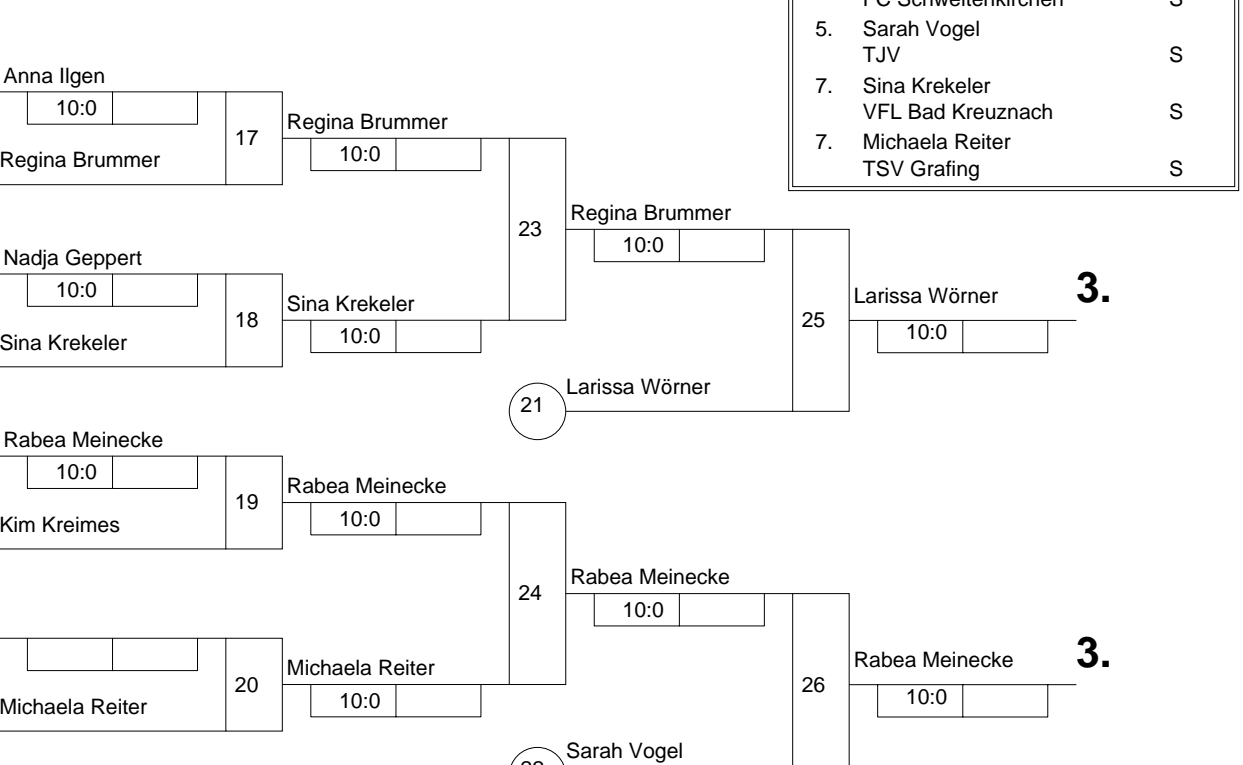 FC Schweitenkirchen S
5. Sarah Vogel
TJV S
7. Sina Krekeler
VFL Bad Kreuznach S
7. Michaela Reiter
TSV Grafing S
Anna Ilgen
10:0
17
Regina Brummer
Regina Brummer
10:0
23
Nadja Geppert
10:0
18
Sina Krekeler
Sina Krekeler
10:0
Regina Brummer
10:0
25
21
Larissa Wörner
Larissa Wörner
10:0
3.
Rabea Meinecke
10:0
19
Kim Kreimes
Rabea Meinecke
10:0
24
20
Michaela Reiter
Michaela Reiter
10:0
Rabea Meinecke
10:0
26
Sarah Vogel
Rabea Meinecke
10:0
3.